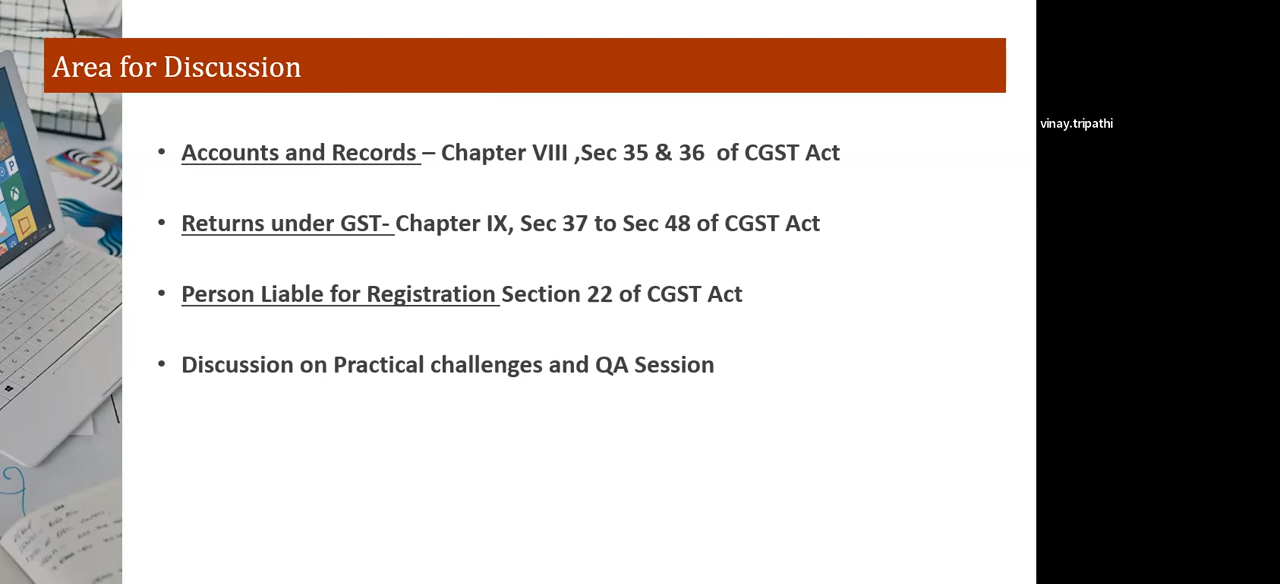 Area for Discussion
• Accounts and Records – Chapter VIII ,Sec 35 & 36 of CGST Act
• Returns under GST- Chapter IX, Sec 37 to Sec 48 of CGST Act
• Person Liable for Registration Section 22 of CGST Act
• Discussion on Practical challenges and QA Session
vinay.tripathi